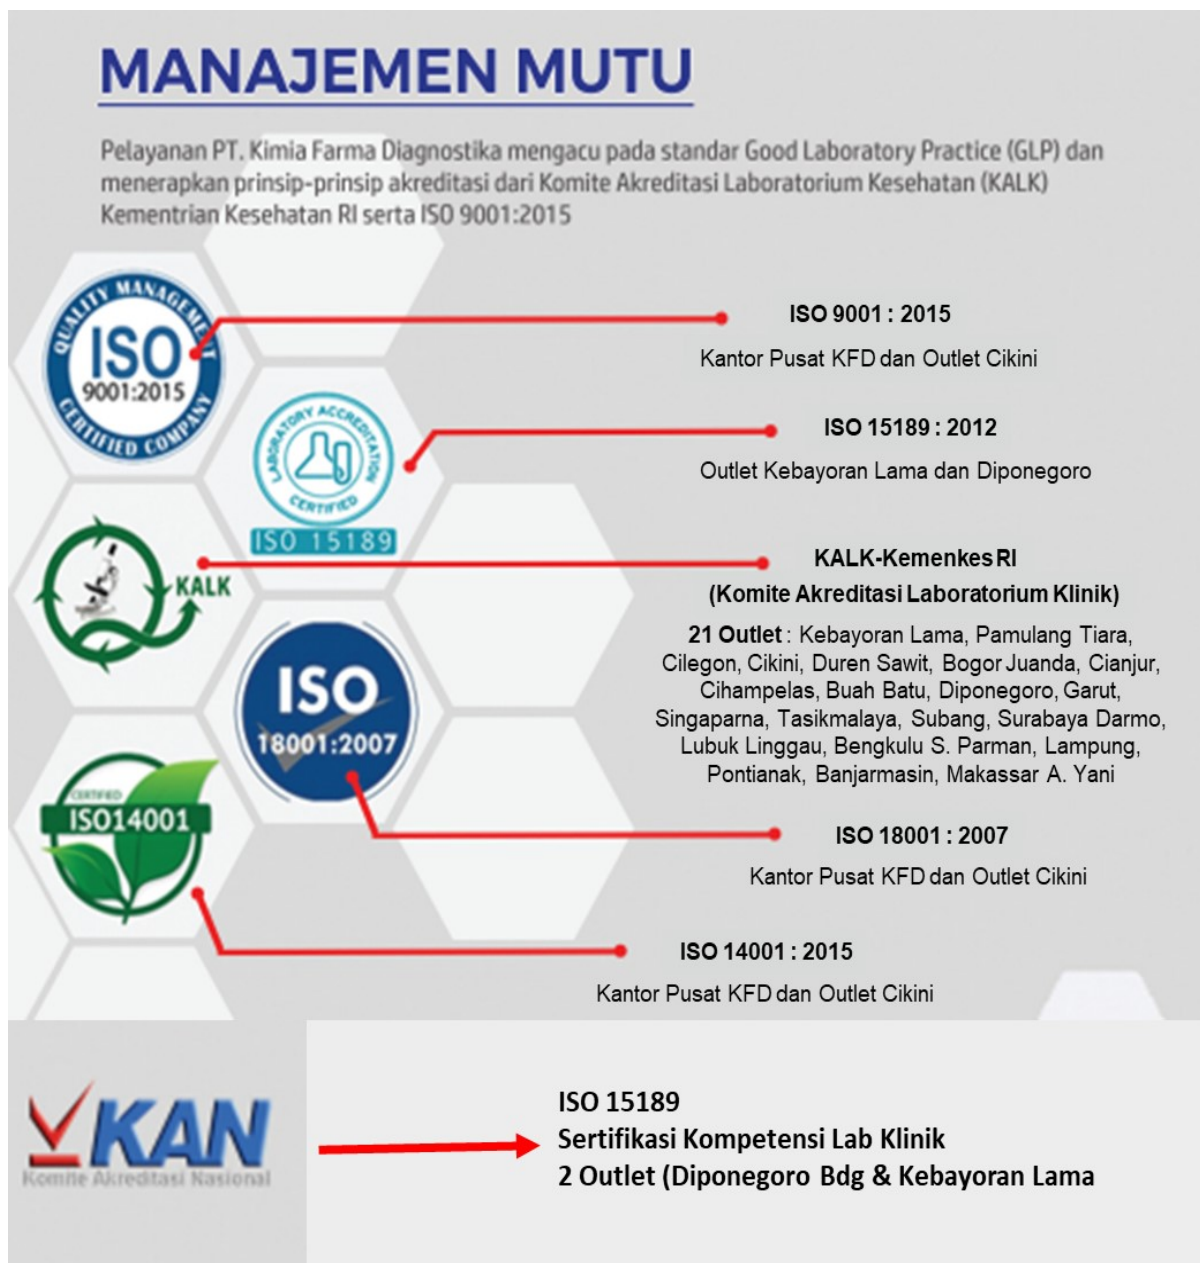 MANAJEMEN MUTU
Pelayanan PT. Kimia Farma Diagnostika mengacu pada standar Good Laboratory Practice (GLP) dan
menerapkan prinsip-prinsip akreditasi dari Komite Akreditasi Laboratorium Kesehatan (KALK)
Kementrian Kesehatan RI serta ISO 9001:2015
QUALITY MANAGEMENT
ISO
9001:2015
CERTIFIED COMPANY
ISO 9001 : 2015
Kantor Pusat KFD dan Outlet Cikini
LABORATORY ACCREDITATION
CERTIFIED
ISO 15189
ISO 15189 : 2012
Outlet Kebayoran Lama dan Diponegoro
KALK
KALK-Kemenkes RI
(Komite Akreditasi Laboratorium Klinik)
21 Outlet : Kebayoran Lama, Pamulang Tiara,
Cilegon, Cikini, Duren Sawit, Bogor Juanda, Cianjur,
Cihampelas, Buah Batu, Diponegoro, Garut,
Singaparna, Tasikmalaya, Subang, Surabaya Darmo,
Lubuk Linggau, Bengkulu S. Parman, Lampung,
Pontianak, Banjarmasin, Makassar A. Yani
ISO
18001:2007
ISO 18001 : 2007
Kantor Pusat KFD dan Outlet Cikini
CERTIFIED
ISO14001
ISO 14001 : 2015
Kantor Pusat KFD dan Outlet Cikini
KAN
Komite Akreditasi Nasional
ISO 15189
Sertifikasi Kompetensi Lab Klinik
2 Outlet (Diponegoro Bdg & Kebayoran Lama